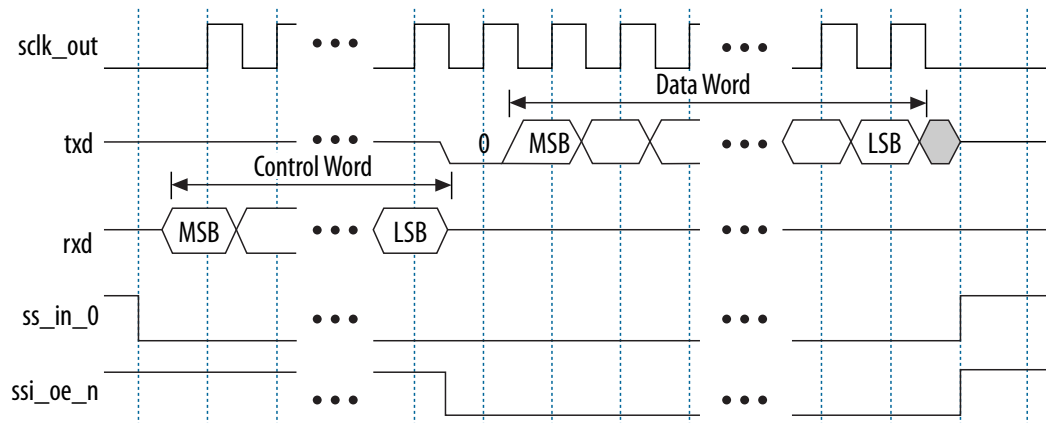 sclk_out
Data Word
txd
0
MSB
LSB
Control Word
rxd
MSB
LSB
ss_in_0
ssi_oe_n